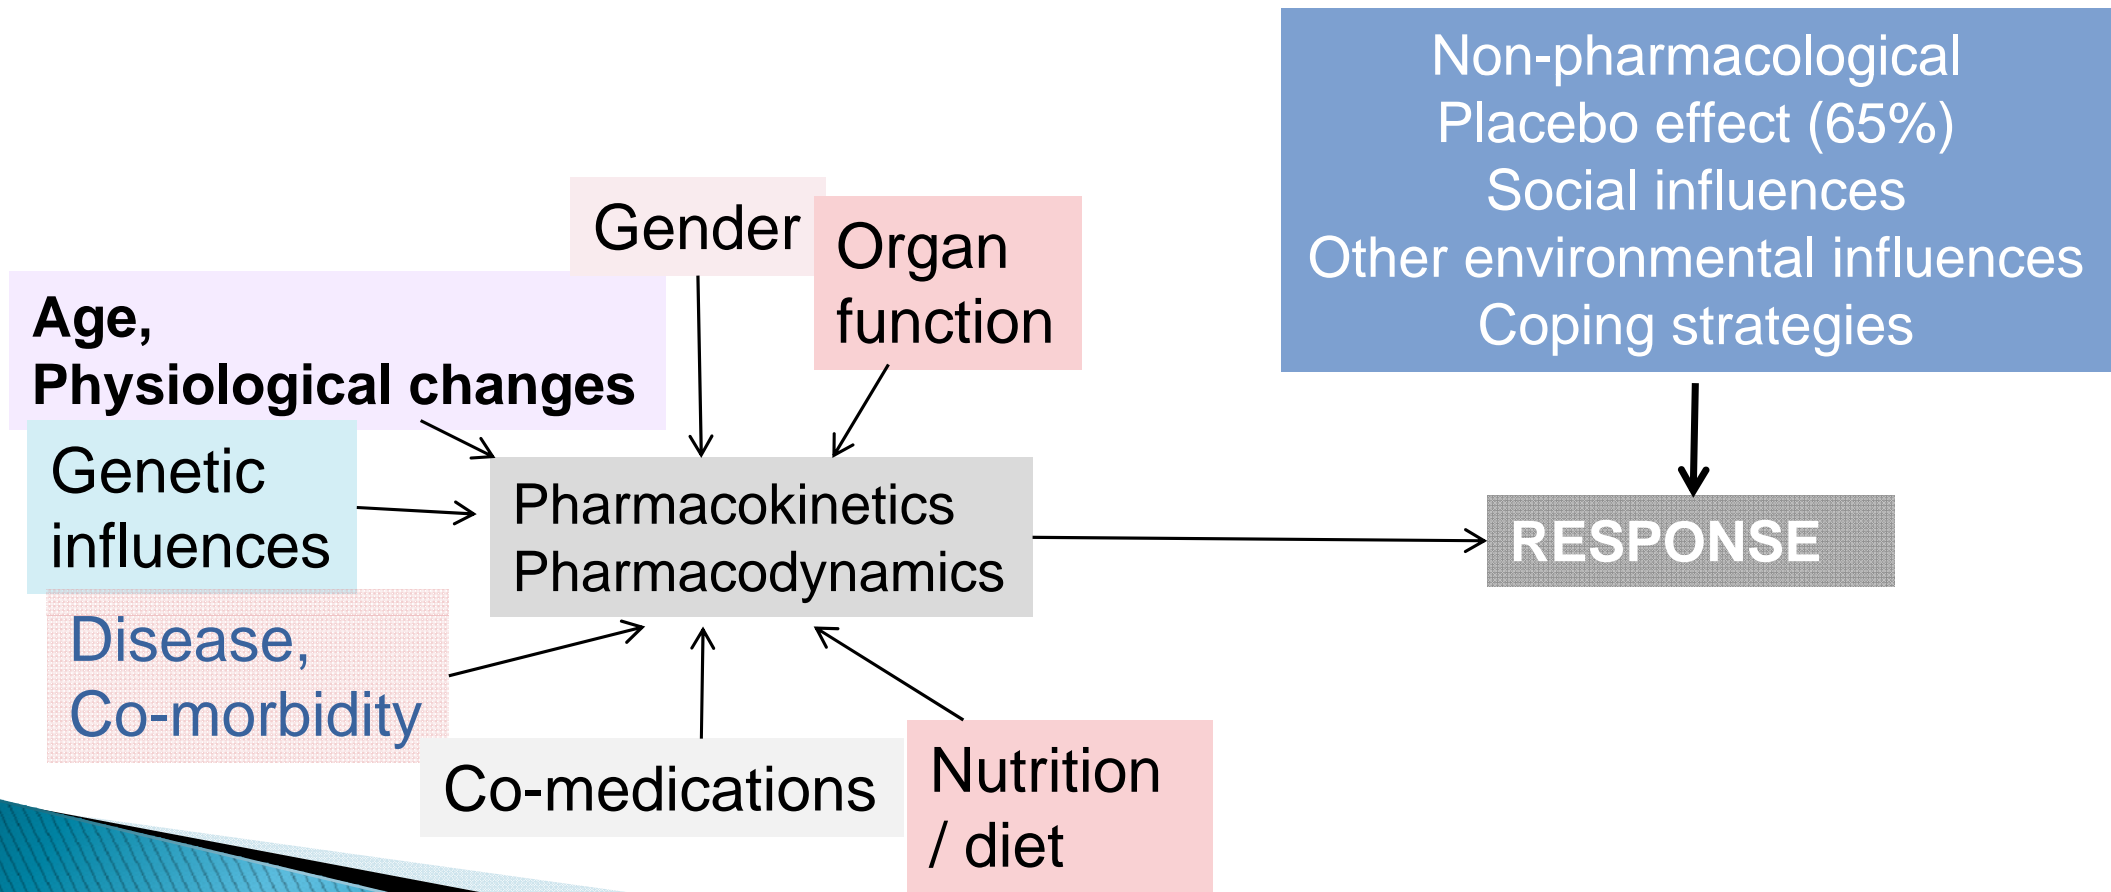 Non-pharmacological
Placebo effect (65%)
Social influences
Other environmental influences
Coping strategies
Gender
Organ
function
Age,
Physiological changes
Genetic
influences
Pharmacokinetics
Pharmacodynamics
RESPONSE
Disease,
Co-morbidity
Co-medications
Nutrition
/ diet